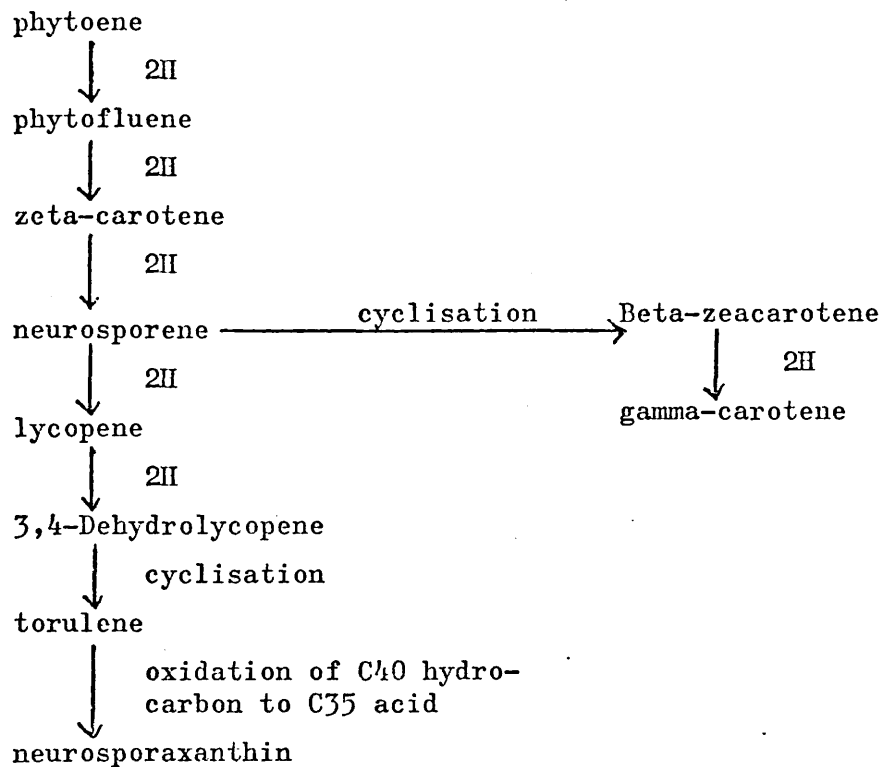 phytoene
2H
phytofluene
2H
zeta-carotene
2H
neurosporene
cyclisation
Beta-zeacarotene
2H
2H
gamma-carotene
lycopene
2H
3,4-Dehydrolycopene
cyclisation
torulene
oxidation of C40 hydro-
carbon to C35 acid
neurosporaxanthin